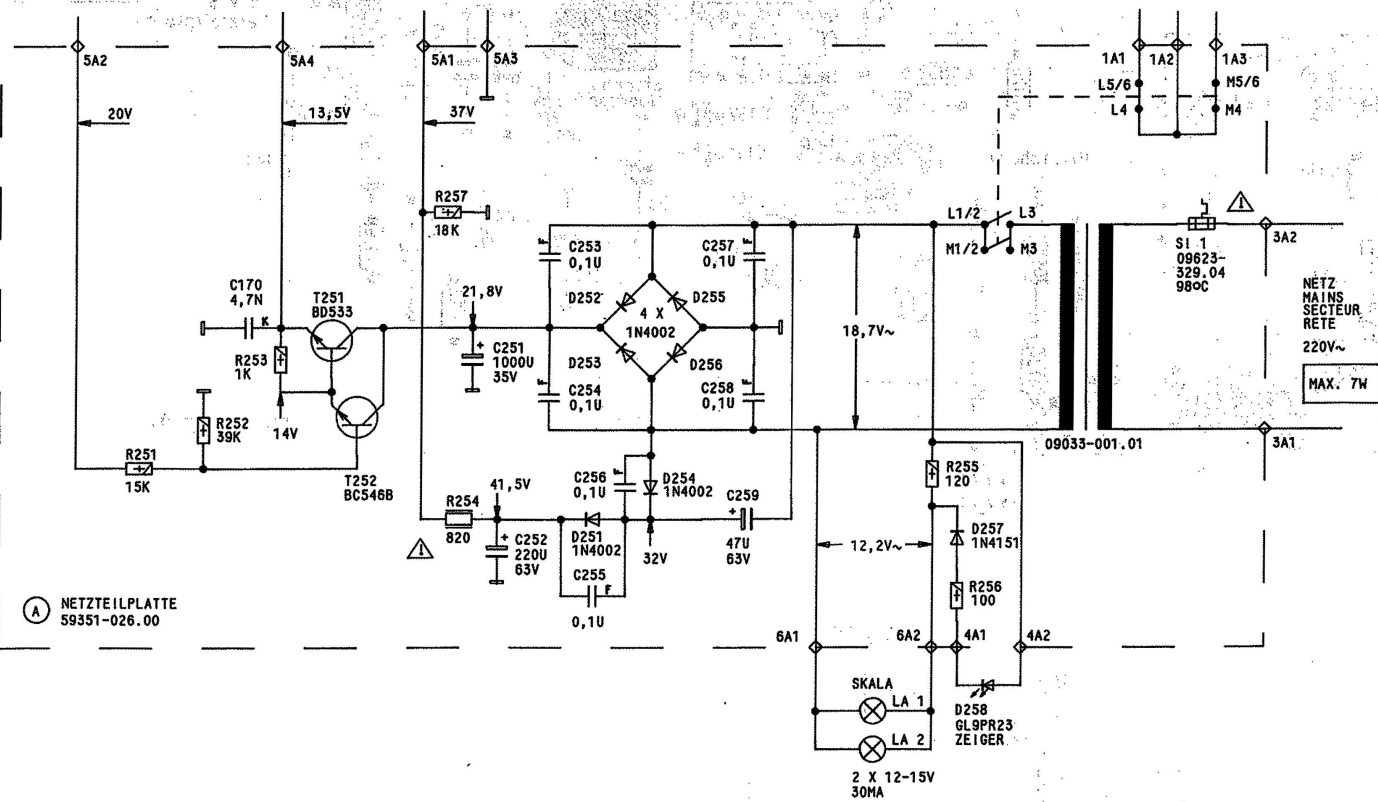 5A2
5A4
5A1
5A3
1A1
1A2
1A3
L5/6
M5/6
L4
M4
20V
13,5V
37V
R257
18K
L1/2
L3
M1/2
M3
SI 1
09623-
329.04
98ºC
3A2
NETZ
MAINS
SECTEUR
RETE
220V~
MAX. 7W
3A1
C253
0,1U
F
C257
0,1U
F
C170
4,7N
K
T251
BD533
21,8V
D252
D255
4 X
1N4002
D253
D256
18,7V~
R253
1K
+
C251
1000U
35V
C254
0,1U
F
C258
0,1U
F
14V
R252
39K
R251
15K
T252
BC546B
09033-001.01
R255
120
C256
0,1U
F
D254
1N4002
C259
+
47U
63V
R254
820
41,5V
+
C252
220U
63V
D251
1N4002
C255
F
0,1U
32V
12,2V~
D257
1N4151
R256
100
A
NETZTEILPLATTE
59351-026.00
6A1
6A2
4A1
4A2
SKALA
LA 1
LA 2
2 X 12-15V
30MA
D258
GL9PR23
ZEIGER